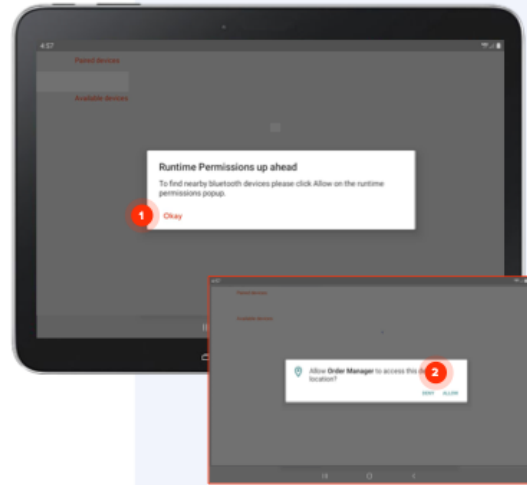 4:57
Paired devices
Available devices
Runtime Permissions up ahead
To find nearby bluetooth devices please click Allow on the runtime
permissions popup.
1
Okay
4:57
Paired devices
Available devices
Allow Order Manager to access this
location?
2
DENY ALLOW